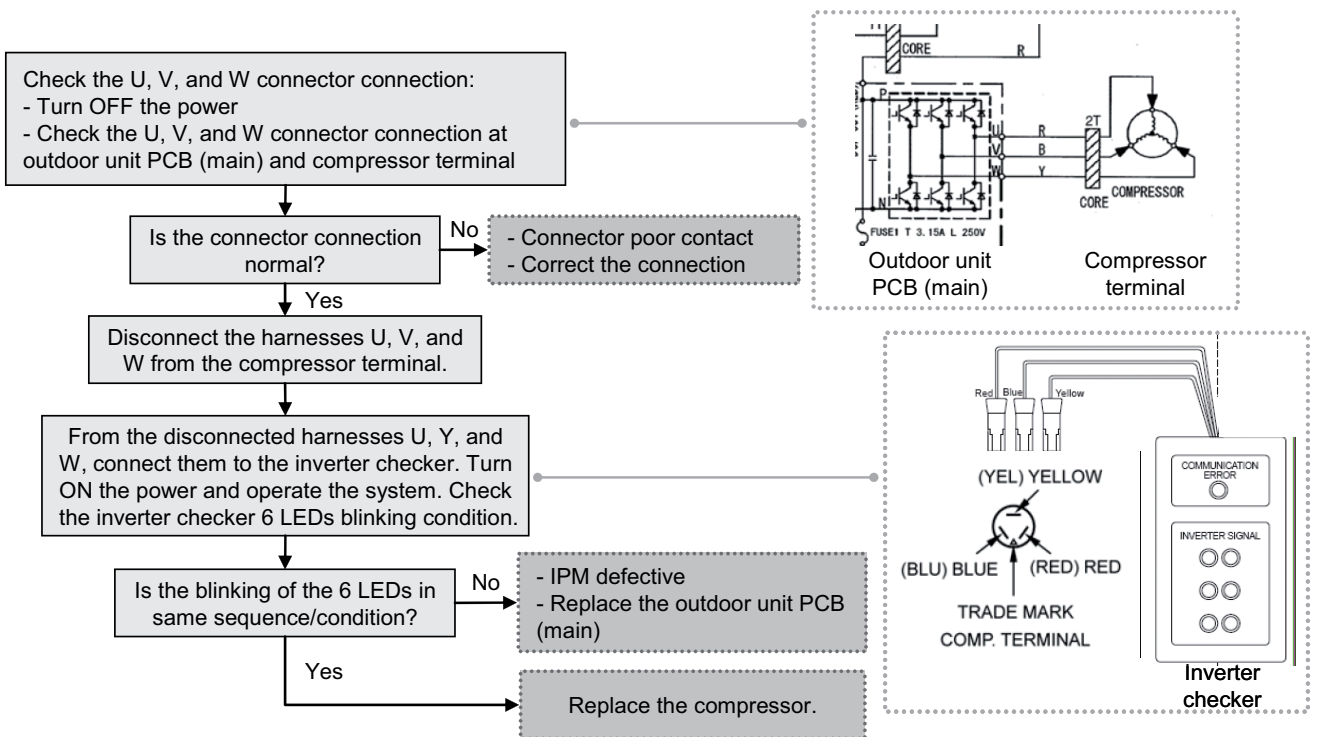 Check the U, V, and W connector connection:
- Turn OFF the power
- Check the U, V, and W connector connection at
outdoor unit PCB (main) and compressor terminal
Is the connector connection
normal?
No
- Connector poor contact
- Correct the connection
Yes
Disconnect the harnesses U, V, and
W from the compressor terminal.
From the disconnected harnesses U, Y, and
W, connect them to the inverter checker. Turn
ON the power and operate the system. Check
the inverter checker 6 LEDs blinking condition.
Is the blinking of the 6 LEDs in
same sequence/condition?
No
- IPM defective
- Replace the outdoor unit PCB
(main)
Yes
Replace the compressor.
CORE
R
P
U
R
2T
V
B
W
Y
N
CORE
COMPRESSOR
FUSE1 T 3.15A L 250V
Outdoor unit
PCB (main)
Compressor
terminal
Red
Blue
Yellow
(YEL) YELLOW
(BLU) BLUE
(RED) RED
TRADE MARK
COMP. TERMINAL
COMMUNICATION
ERROR
INVERTER SIGNAL
Inverter
checker